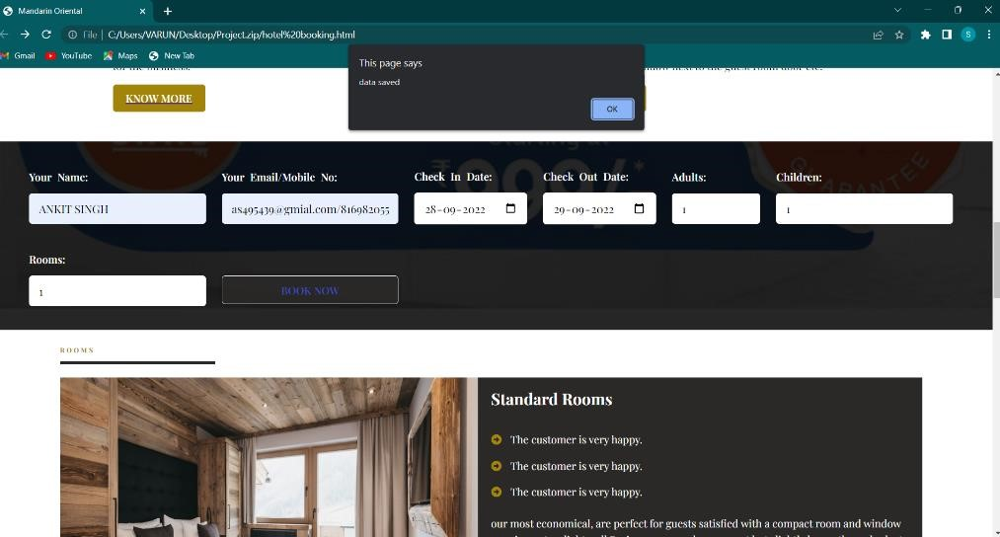 Mandarin Oriental
File | C:/Users/VARUN/Desktop/Project.zip/hotel%20booking.html
S
Gmail YouTube Maps New Tab
This page says
data saved
OK
KNOW MORE
Starting at
Your Name: Your Email/Mobile No: Check In Date: Check Out Date: Adults: Children:
ANKIT SINGH as495439@gmial.com/816982055 28-09-2022 29-09-2022 1 1
Rooms:
1 BOOK NOW
ROOMS
Standard Rooms
The customer is very happy.
The customer is very happy.
The customer is very happy.
our most economical, are perfect for guests satisfied with a compact room and window